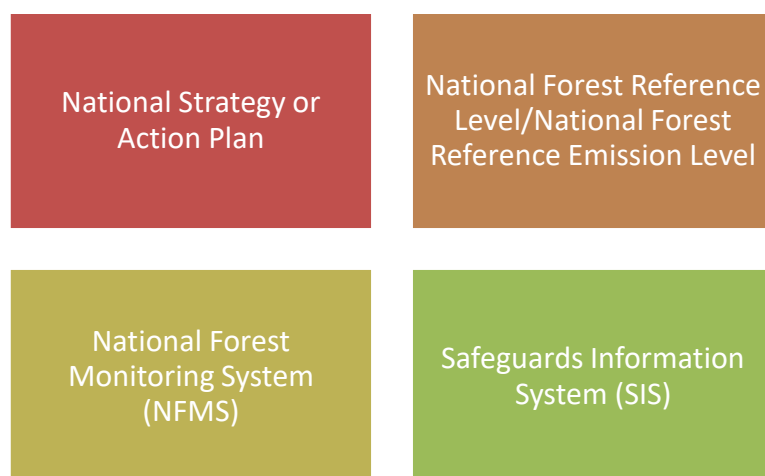 National Strategy or
Action Plan
National Forest Reference
Level/National Forest
Reference Emission Level
National Forest
Monitoring System
(NFMS)
Safeguards Information
System (SIS)